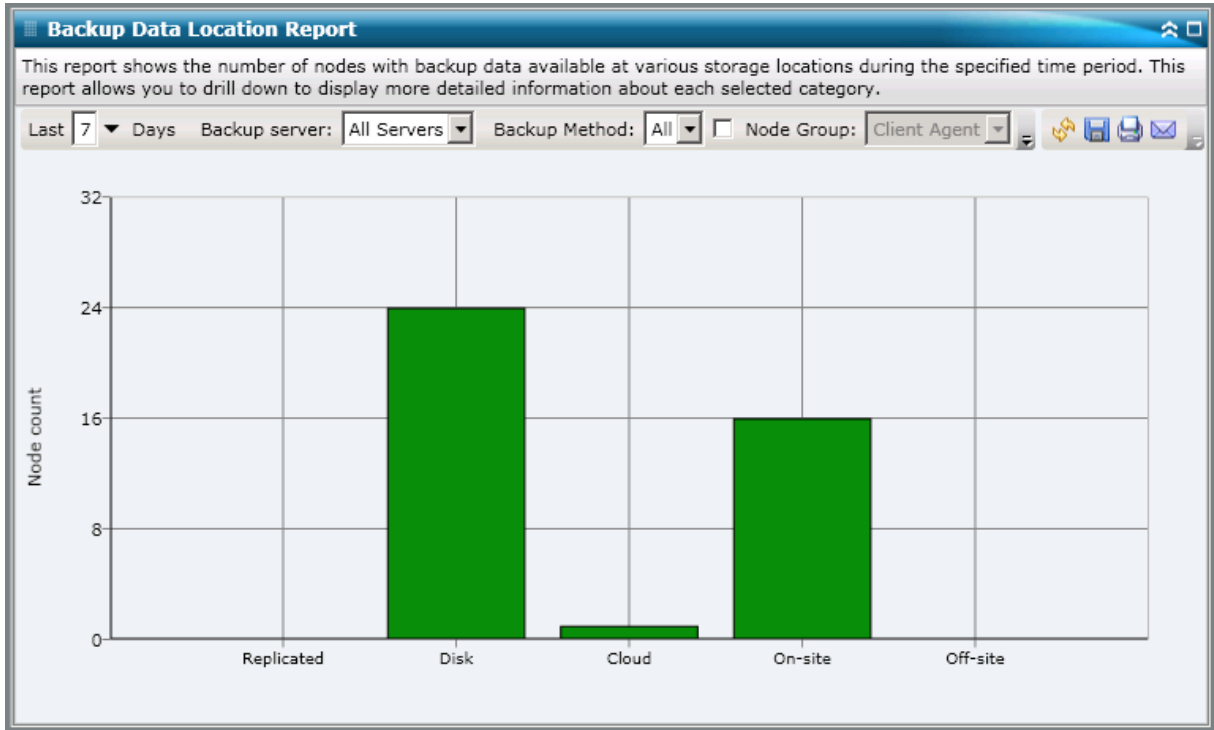 Backup Data Location Report
This report shows the number of nodes with backup data available at various storage locations during the specified time period. This
report allows you to drill down to display more detailed information about each selected category.
Last 7 Days Backup server: All Servers Backup Method: All Node Group: Client Agent
32
24
16
8
0
Node count
Replicated Disk Cloud On-site Off-site